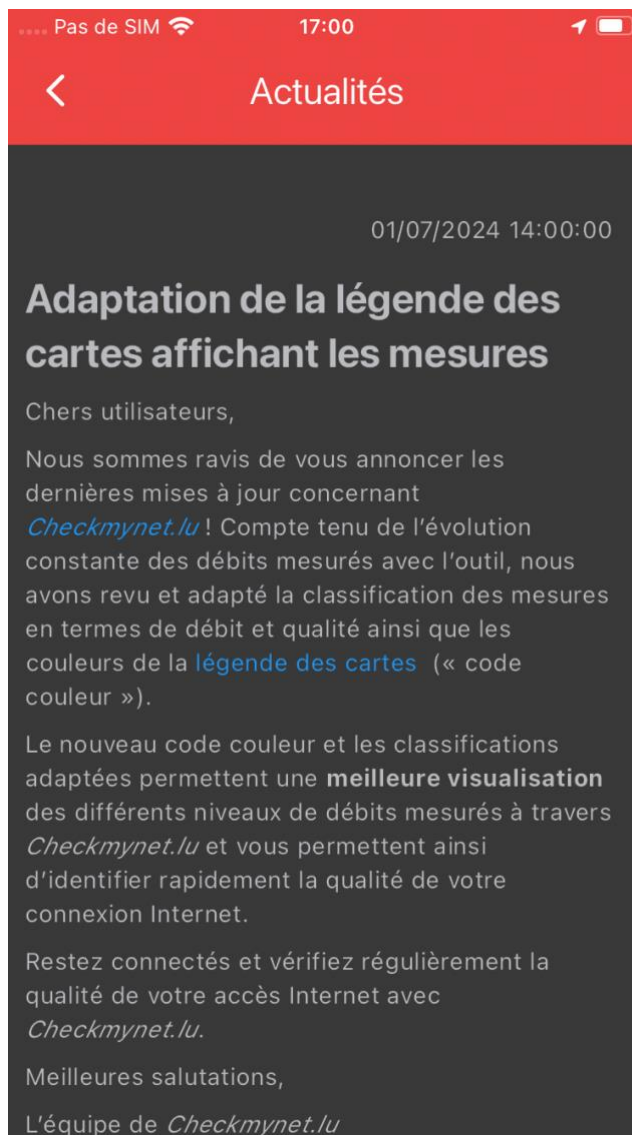 Pas de SIM 17:00
Actualités
01/07/2024 14:00:00
Adaptation de la légende des
cartes affichant les mesures
Chers utilisateurs,
Nous sommes ravis de vous annoncer les
dernières mises à jour concernant
Checkmynet.lu ! Compte tenu de l’évolution
constante des débits mesurés avec l’outil, nous
avons revu et adapté la classification des mesures
en termes de débit et qualité ainsi que les
couleurs de la légende des cartes (« code
couleur »).
Le nouveau code couleur et les classifications
adaptées permettent une meilleure visualisation
des différents niveaux de débits mesurés à travers
Checkmynet.lu et vous permettent ainsi
d’identifier rapidement la qualité de votre
connexion Internet.
Restez connectés et vérifiez régulièrement la
qualité de votre accès Internet avec
Checkmynet.lu.
Meilleures salutations,
L’équipe de Checkmynet.lu